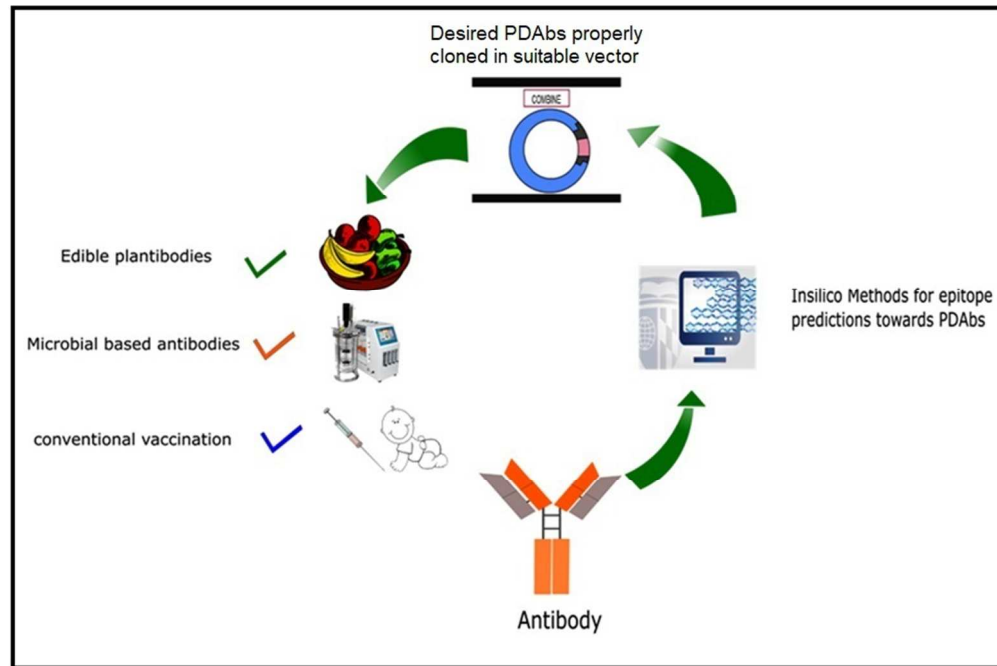 Desired PDAbs properly
cloned in suitable vector
COMBINE
Edible plantibodies
Microbial based antibodies
conventional vaccination
Insilico Methods for epitope
predictions towards PDAbs
Antibody